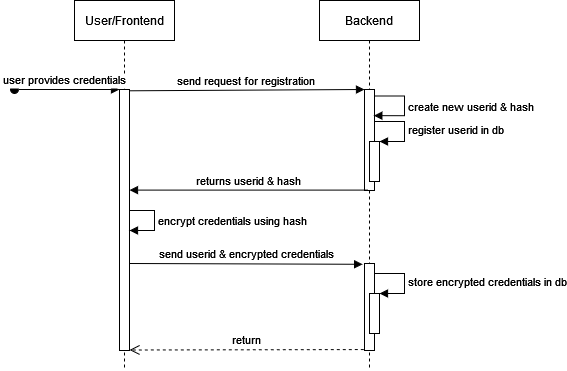 User/Frontend
Backend
user provides credentials
send request for registration
create new userid & hash
register userid in db
returns userid & hash
encrypt credentials using hash
send userid & encrypted credentials
store encrypted credentials in db
return